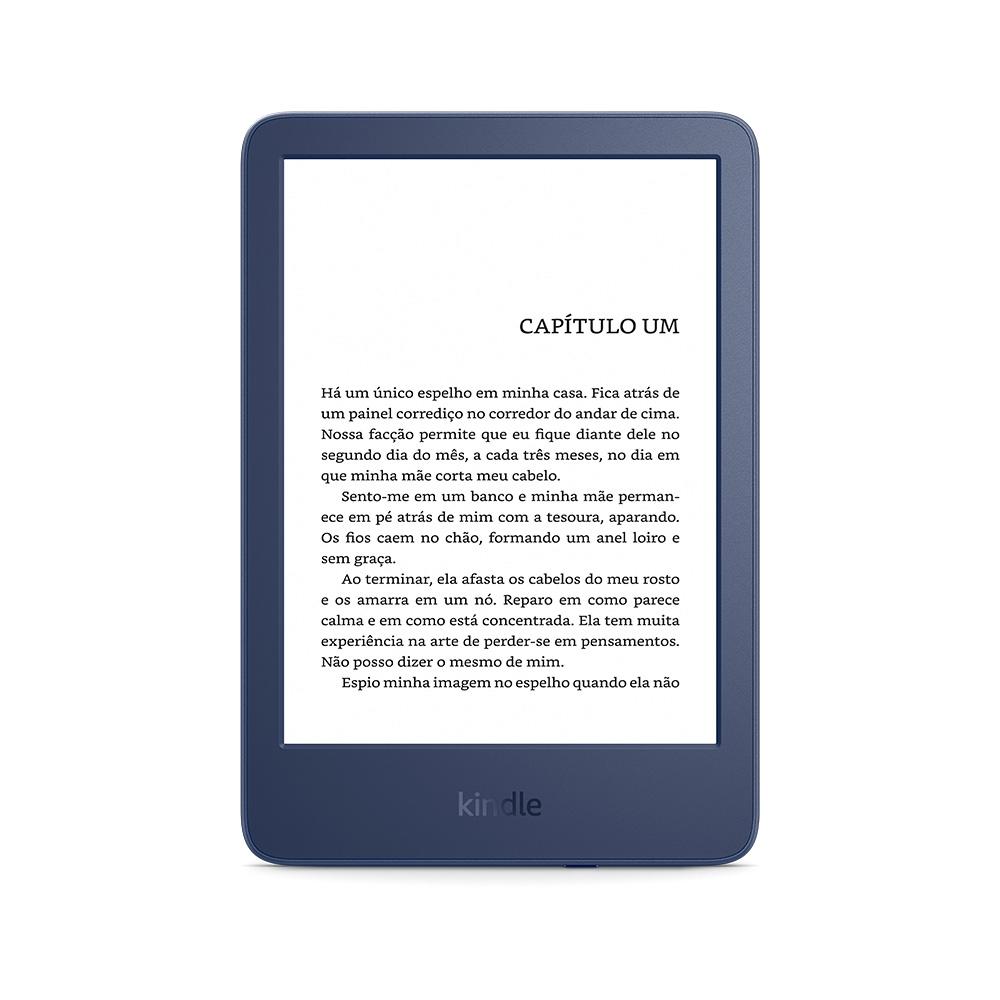 CAPÍTULO UM
Há um único espelho em minha casa. Fica atrás de
um painel corrediço no corredor do andar de cima.
Nossa facção permite que eu fique diante dele no
segundo dia do mês, a cada três meses, no dia em
que minha mãe corta meu cabelo.
Sento-me em um banco e minha mãe perman-
ece em pé atrás de mim com a tesoura, aparando.
Os fios caem no chão, formando um anel loiro e
sem graça.
Ao terminar, ela afasta os cabelos do meu rosto
e os amarra em um nó. Reparo em como parece
calma e em como está concentrada. Ela tem muita
experiência na arte de perder-se em pensamentos.
Não posso dizer o mesmo de mim.
Espio minha imagem no espelho quando ela não
kindle